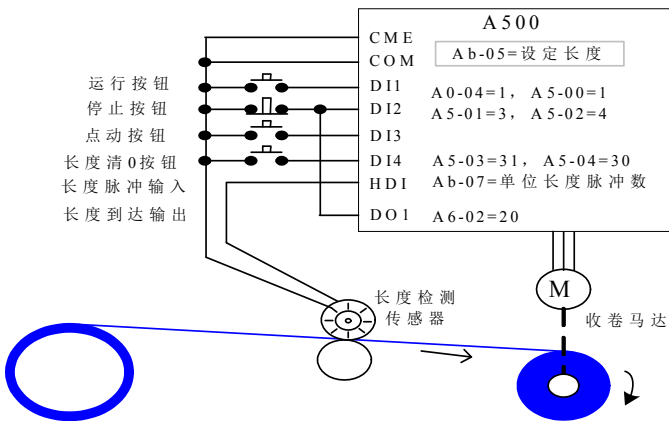 A500
CME
Ab-05=设定长度
COM
运行按钮
DI1
A0-04=1, A5-00=1
停止按钮
DI2
A5-01=3, A5-02=4
点动按钮
DI3
长度清0按钮
DI4
A5-03=31, A5-04=30
长度脉冲输入
HDI
Ab-07=单位长度脉冲数
长度到达输出
DO1
A6-02=20
长度检测
传感器
M
收卷马达